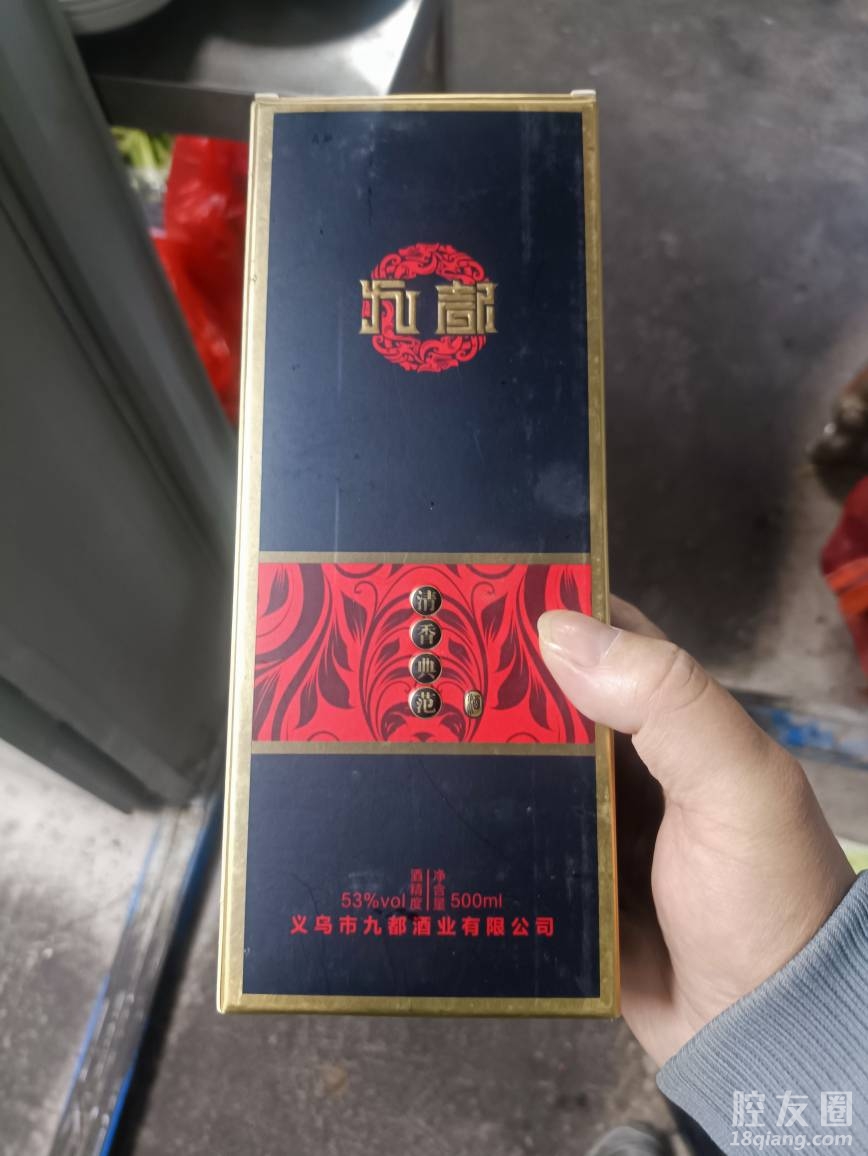 九都
清香典范
酒
53%vol 酒精度 净含量 500ml
义乌市九都酒业有限公司
腔友圈
18qiang.com